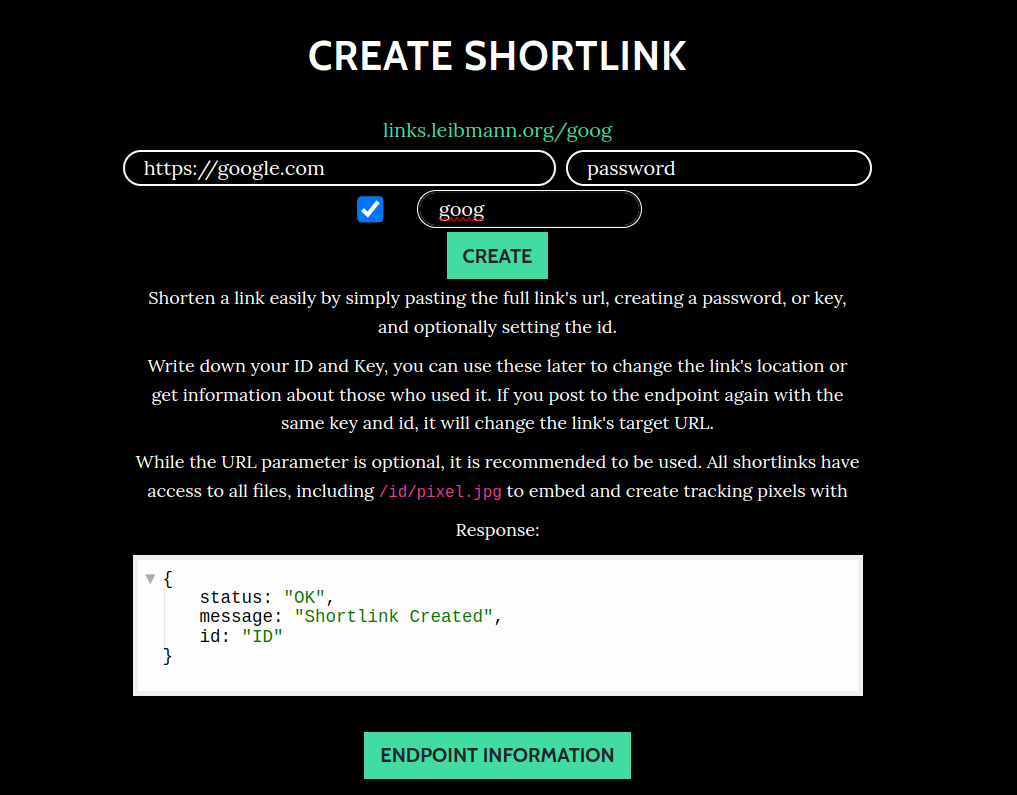 CREATE SHORTLINK
links.leibmann.org/goog
https://google.com password
goog
CREATE
Shorten a link easily by simply pasting the full link's url, creating a password, or key,
and optionally setting the id.
Write down your ID and Key, you can use these later to change the link's location or
get information about those who used it. If you post to the endpoint again with the
same key and id, it will change the link's target URL.
While the URL parameter is optional, it is recommended to be used. All shortlinks have
access to all files, including /id/pixel.jpg to embed and create tracking pixels with
Response:
{
status: "OK",
message: "Shortlink Created",
id: "ID"
}
ENDPOINT INFORMATION